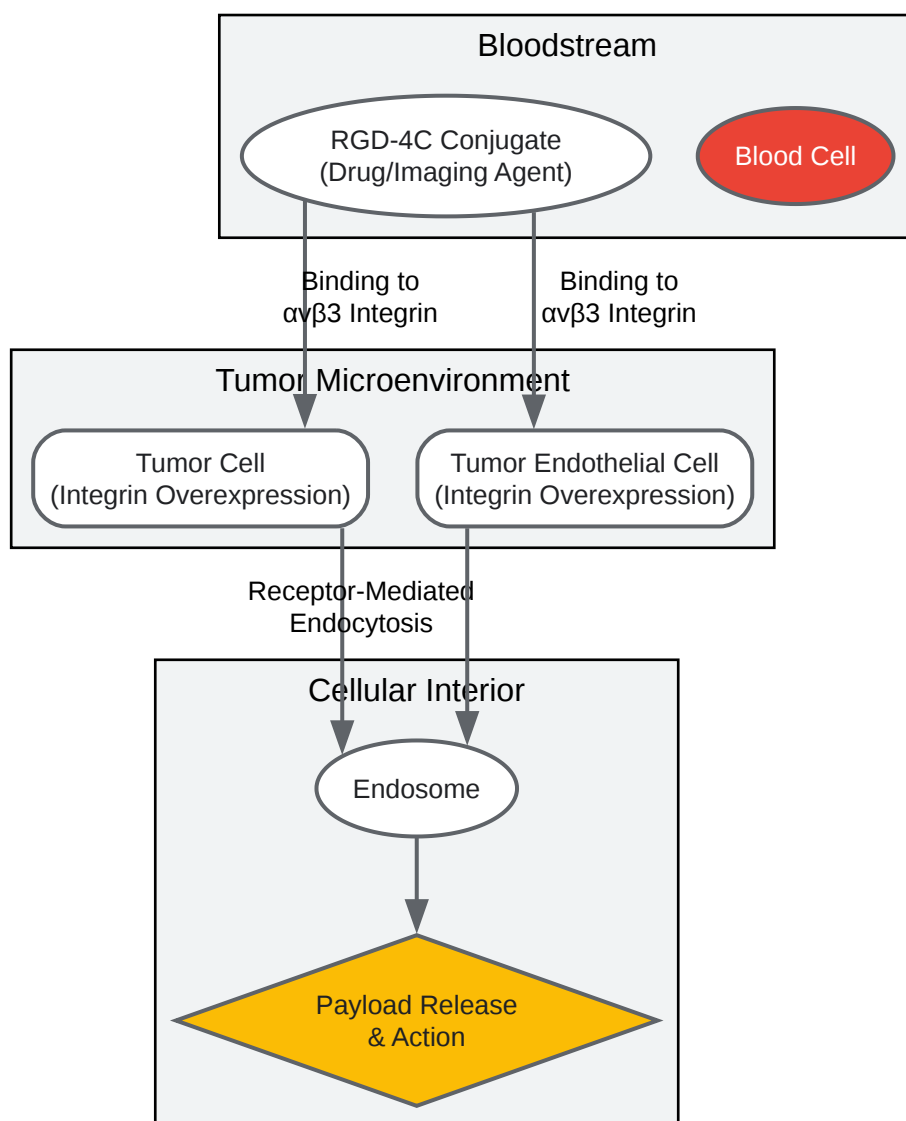 Bloodstream
RGD-4C Conjugate
(Drug/Imaging Agent)
Blood Cell
Binding to
αvβ3 Integrin
Binding to
αvβ3 Integrin
Tumor Microenvironment
Tumor Cell
(Integrin Overexpression)
Tumor Endothelial Cell
(Integrin Overexpression)
Receptor-Mediated
Endocytosis
Cellular Interior
Endosome
Payload Release
& Action